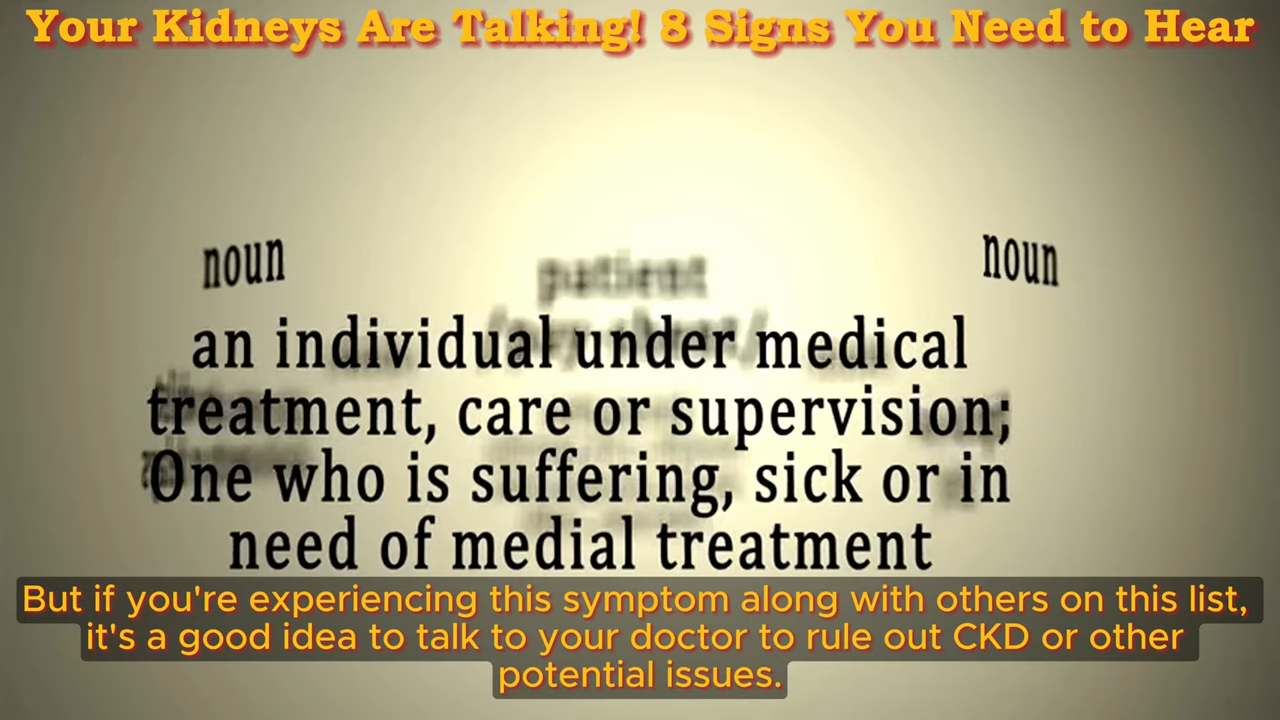 Your Kidneys Are Talking! 8 Signs You Need to Hear
noun noun
patient
an individual under medical
treatment, care or supervision;
One who is suffering, sick or in
need of medial treatment
But if you're experiencing this symptom along with others on this list,
it's a good idea to talk to your doctor to rule out CKD or other
potential issues.